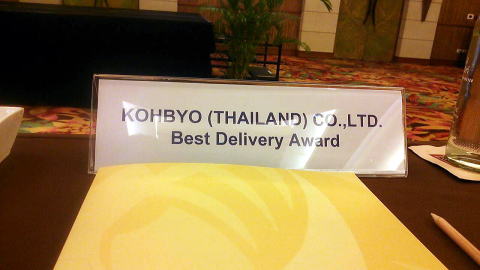 KOHBYO (THAILAND) CO.,LTD.
Best Delivery Award